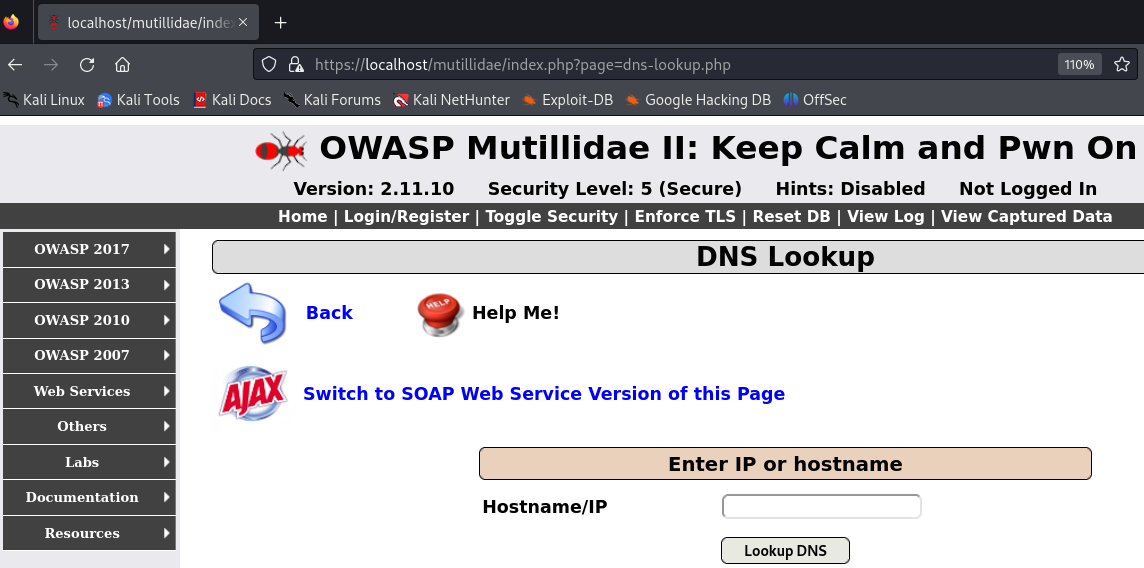 localhost/mutillidae/inde
https://localhost/mutillidae/index.php?page=dns-lookup.php 110%
Kali Linux Kali Tools Kali Docs Kali Forums Kali NetHunter Exploit-DB Google Hacking DB OffSec
OWASP Mutillidae II: Keep Calm and Pwn On
Version: 2.11.10 Security Level: 5 (Secure) Hints: Disabled Not Logged In
Home | Login/Register | Toggle Security | Enforce TLS | Reset DB | View Log | View Captured Data
OWASP 2017
OWASP 2013
OWASP 2010
OWASP 2007
Web Services
Others
Labs
Documentation
Resources
DNS Lookup
Back HELP Help Me!
AJAX Switch to SOAP Web Service Version of this Page
Enter IP or hostname
Hostname/IP
Lookup DNS